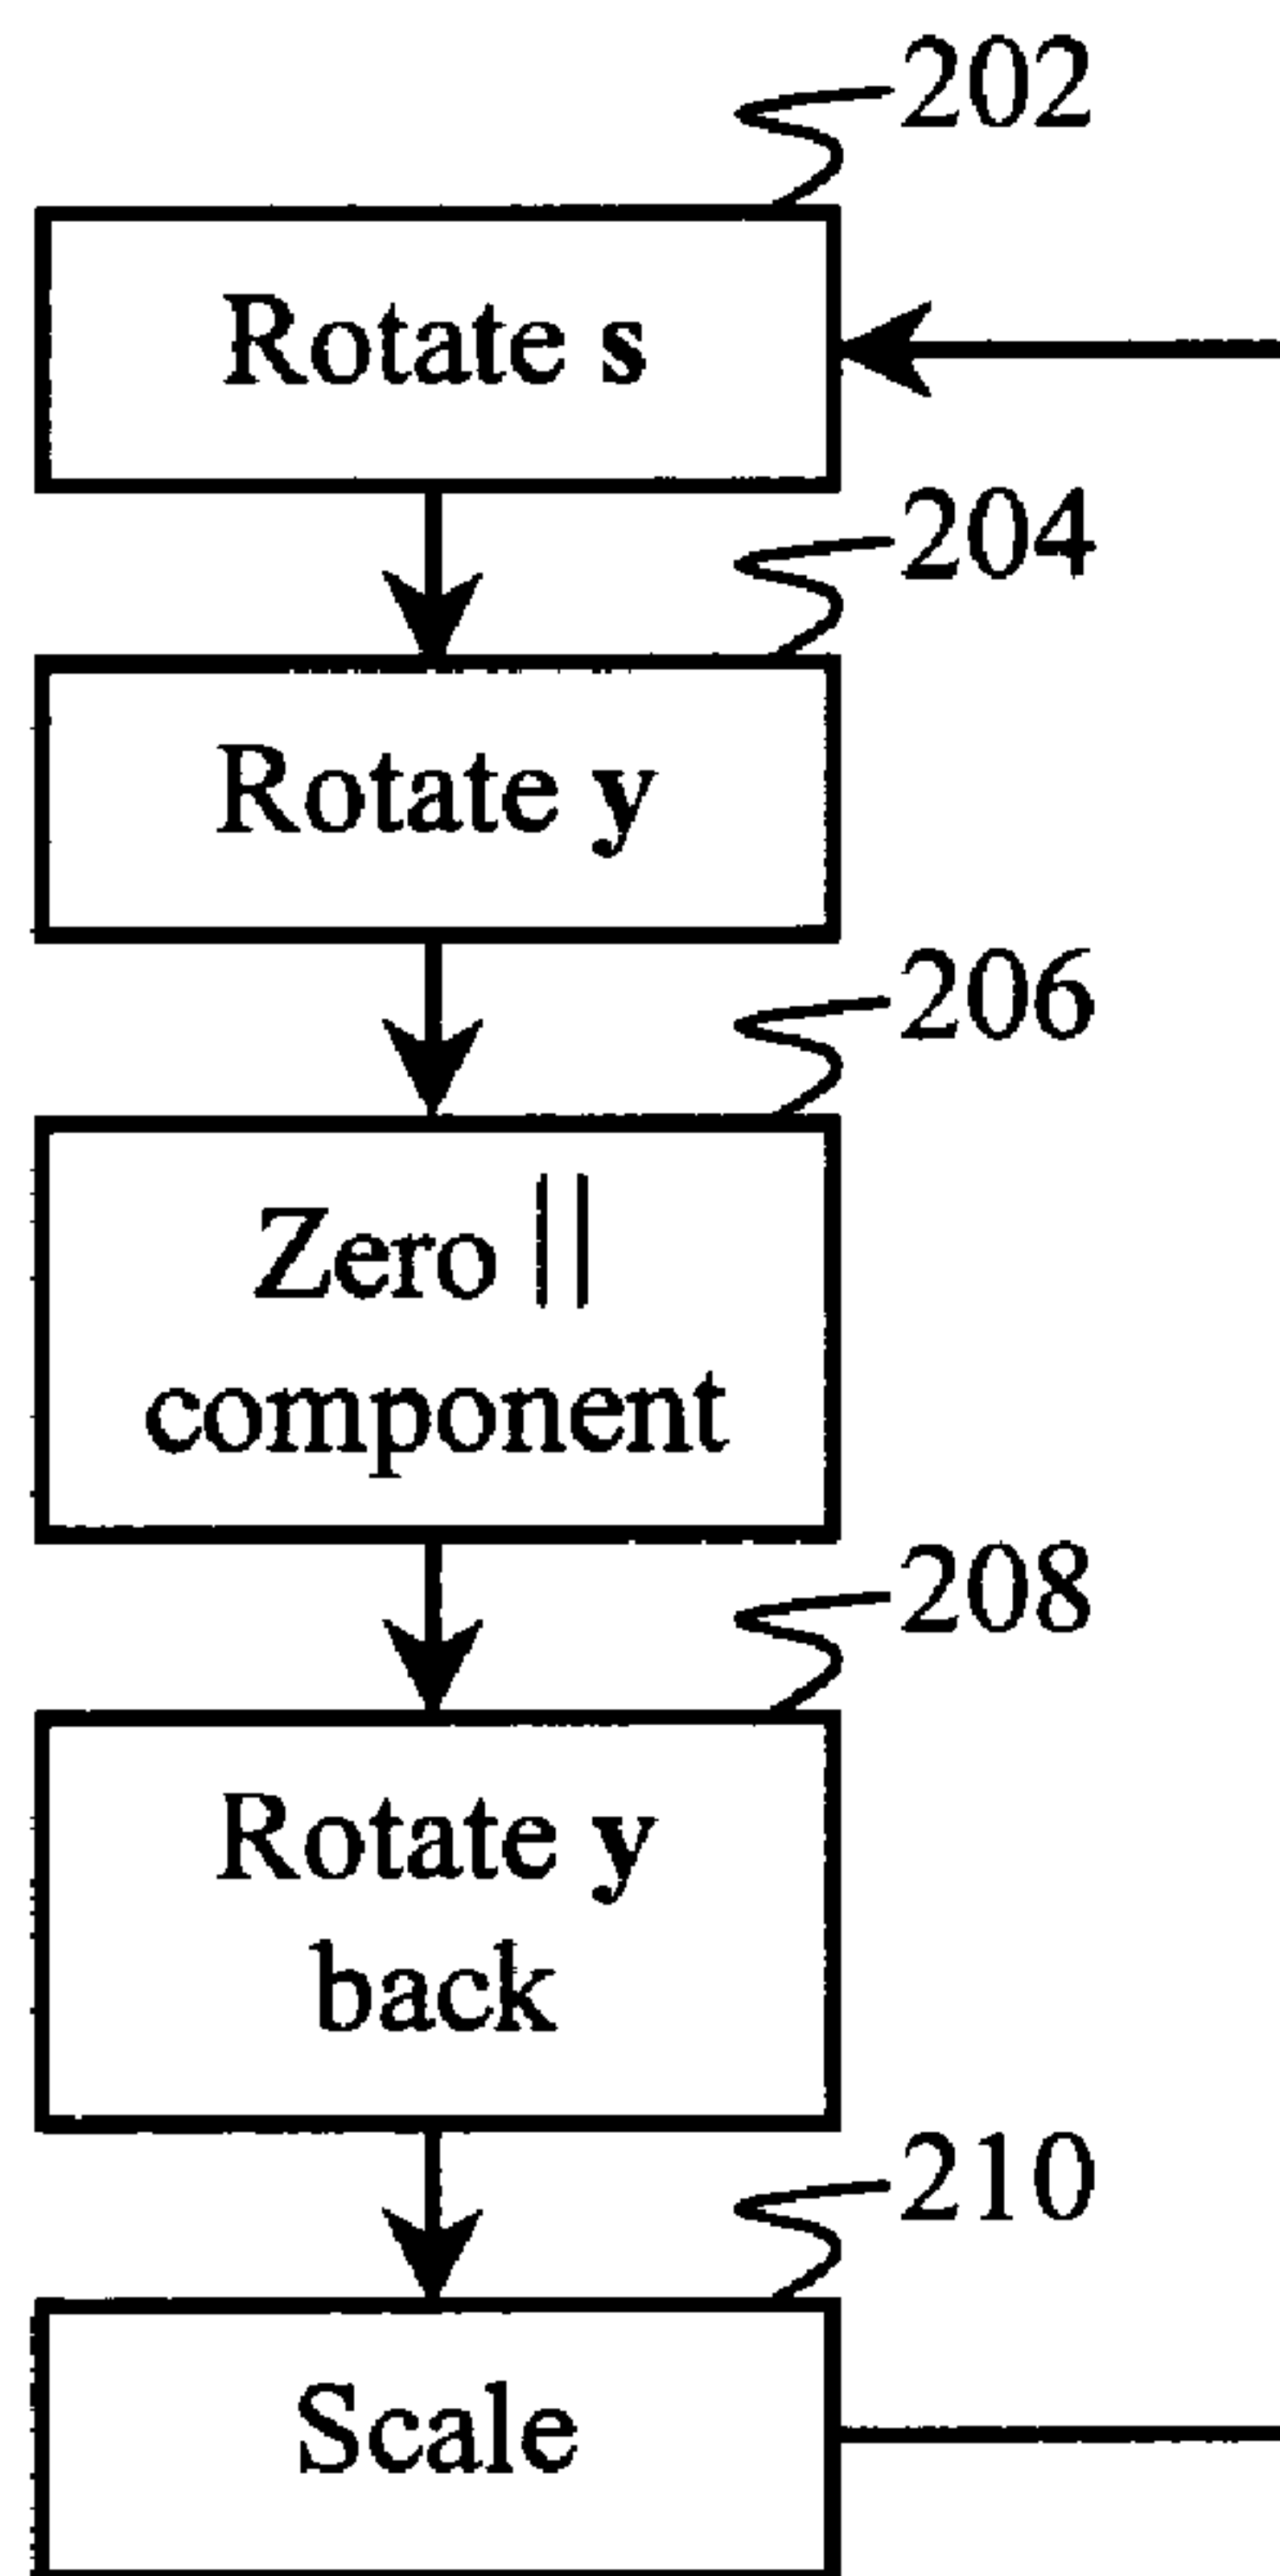 202
Rotate s
204
Rotate y
206
Zero ||
component
208
Rotate y
back
210
Scale